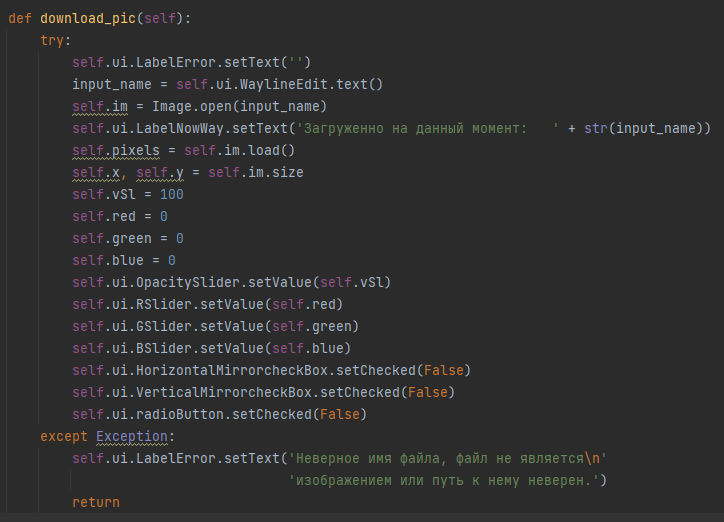 def download_pic(self):
    try:
        self.ui.LabelError.setText('')
        input_name = self.ui.WaylineEdit.text()
        self.im = Image.open(input_name)
        self.ui.LabelNowWay.setText('Загруженно на данный момент:   ' + str(input_name))
        self.pixels = self.im.load()
        self.x, self.y = self.im.size
        self.vSl = 100
        self.red = 0
        self.green = 0
        self.blue = 0
        self.ui.OpacitySlider.setValue(self.vSl)
        self.ui.RSlider.setValue(self.red)
        self.ui.GSlider.setValue(self.green)
        self.ui.BSlider.setValue(self.blue)
        self.ui.HorizontalMirrorcheckBox.setChecked(False)
        self.ui.VerticalMirrorcheckBox.setChecked(False)
        self.ui.radioButton.setChecked(False)
    except Exception:
        self.ui.LabelError.setText('Неверное имя файла, файл не является\n'
                                   'изображением или путь к нему неверен.')
        return